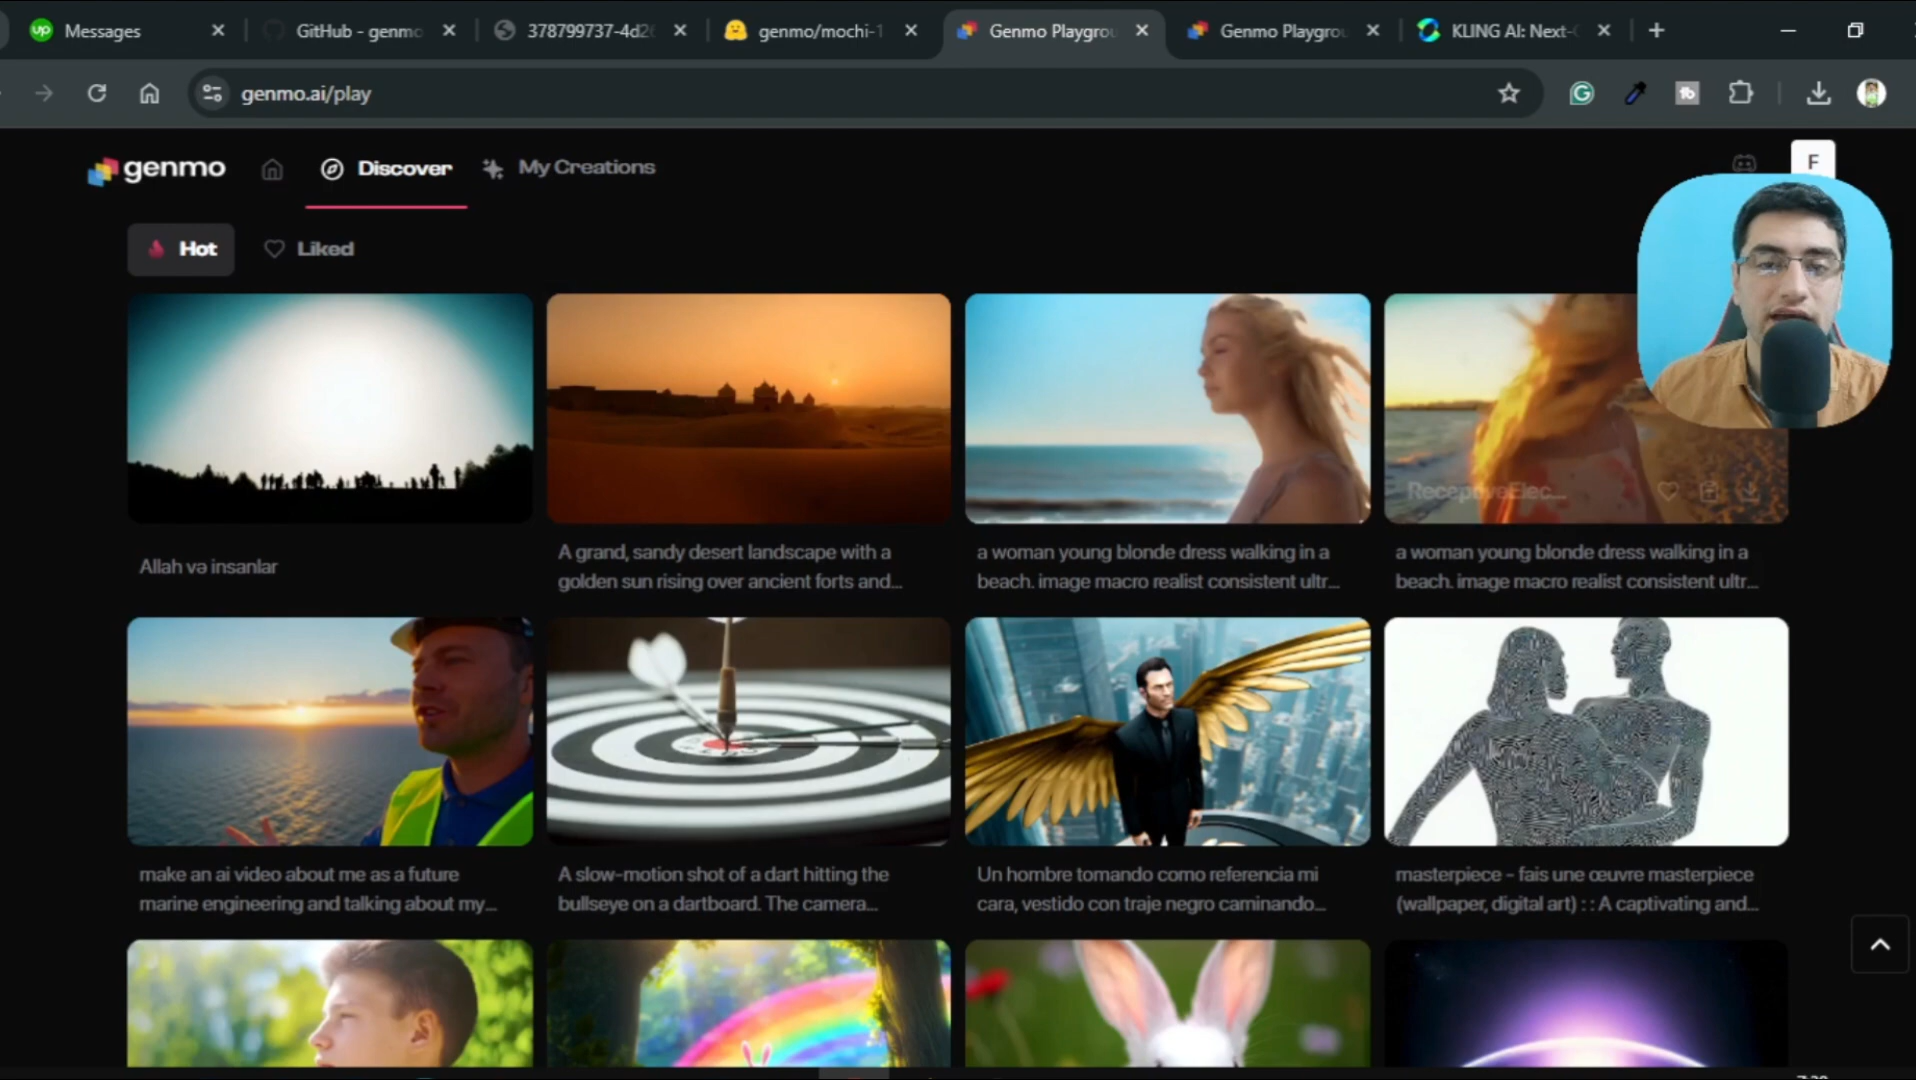 up Messages
GitHub - genmo
378799737-4d2
genmo/mochi-1
Genmo Playgrou
Genmo Playgrou
KLING AI: Next-
genmo.ai/play
genmo
Discover
My Creations
F
Hot
Liked
Allah və insanlar
A grand, sandy desert landscape with a
golden sun rising over ancient forts and...
a woman young blonde dress walking in a
beach. image macro realist consistent ultr...
ReceptiveElec...
a woman young blonde dress walking in a
beach. image macro realist consistent ultr...
make an ai video about me as a future
marine engineering and talking about my...
A slow-motion shot of a dart hitting the
bullseye on a dartboard. The camera...
Un hombre tomando como referencia mi
cara, vestido con traje negro caminando...
masterpiece - fais une œuvre masterpiece
(wallpaper, digital art) : : A captivating and...